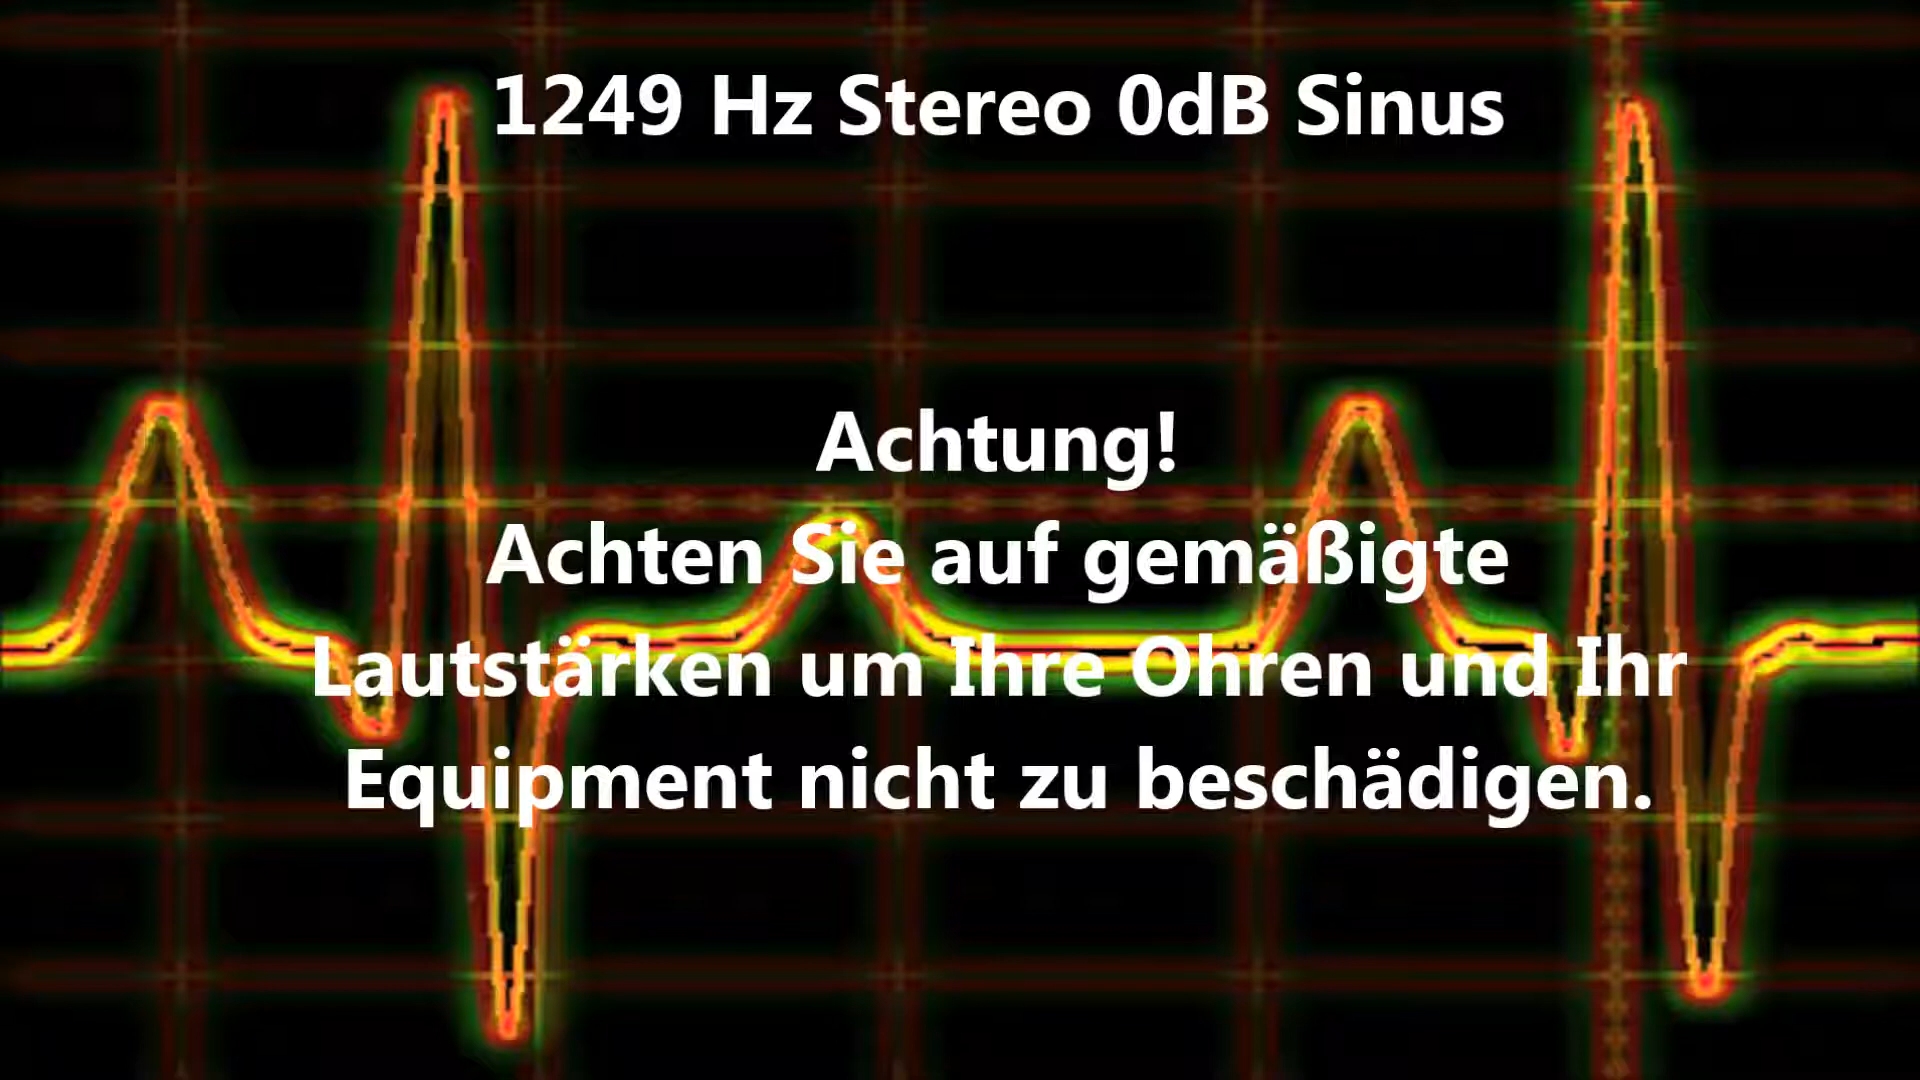 1249 Hz Stereo 0dB Sinus
Achtung!
Achten Sie auf gemäßigte
Lautstärken um Ihre Ohren und Ihr
Equipment nicht zu beschädigen.